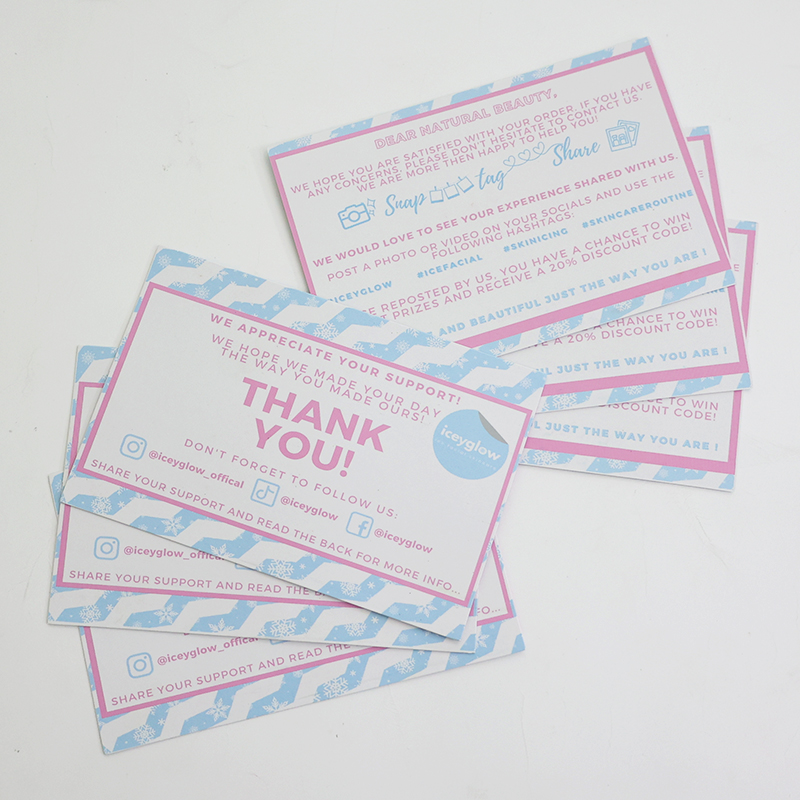 DEAR NATURAL BEAUTY,
WE HOPE YOU ARE SATISFIED WITH YOUR ORDER. IF YOU HAVE
ANY CONCERNS, PLEASE DON'T HESITATE TO CONTACT US.
WE ARE MORE THEN HAPPY TO HELP YOU!
Snap tag Share
WE WOULD LOVE TO SEE YOUR EXPERIENCE SHARED WITH US.
POST A PHOTO OR VIDEO ON YOUR SOCIALS AND USE THE
FOLLOWING HASHTAGS:
#ICEYGLOW #ICEFACIAL #SKINICING #SKINCAREROUTINE
REPOSTED BY US, YOU HAVE A CHANCE TO WIN
PRIZES AND RECEIVE A 20% DISCOUNT CODE!
AND BEAUTIFUL JUST THE WAY YOU ARE !
A CHANCE TO WIN
A 20% DISCOUNT CODE!
JUST THE WAY YOU ARE !
TO WIN
DISCOUNT CODE!
JUST THE WAY YOU ARE !
WE APPRECIATE YOUR SUPPORT!
WE HOPE WE MADE YOUR DAY
THE WAY YOU MADE OURS!
THANK
YOU!
iceyglow
DON'T FORGET TO FOLLOW US:
@iceyglow_offical @iceyglow @iceyglow
SHARE YOUR SUPPORT AND READ THE BACK FOR MORE INFO...
@iceyglow_offical
SHARE YOUR SUPPORT AND READ THE
@iceyglow_offical
SHARE YOUR SUPPORT AND READ THE